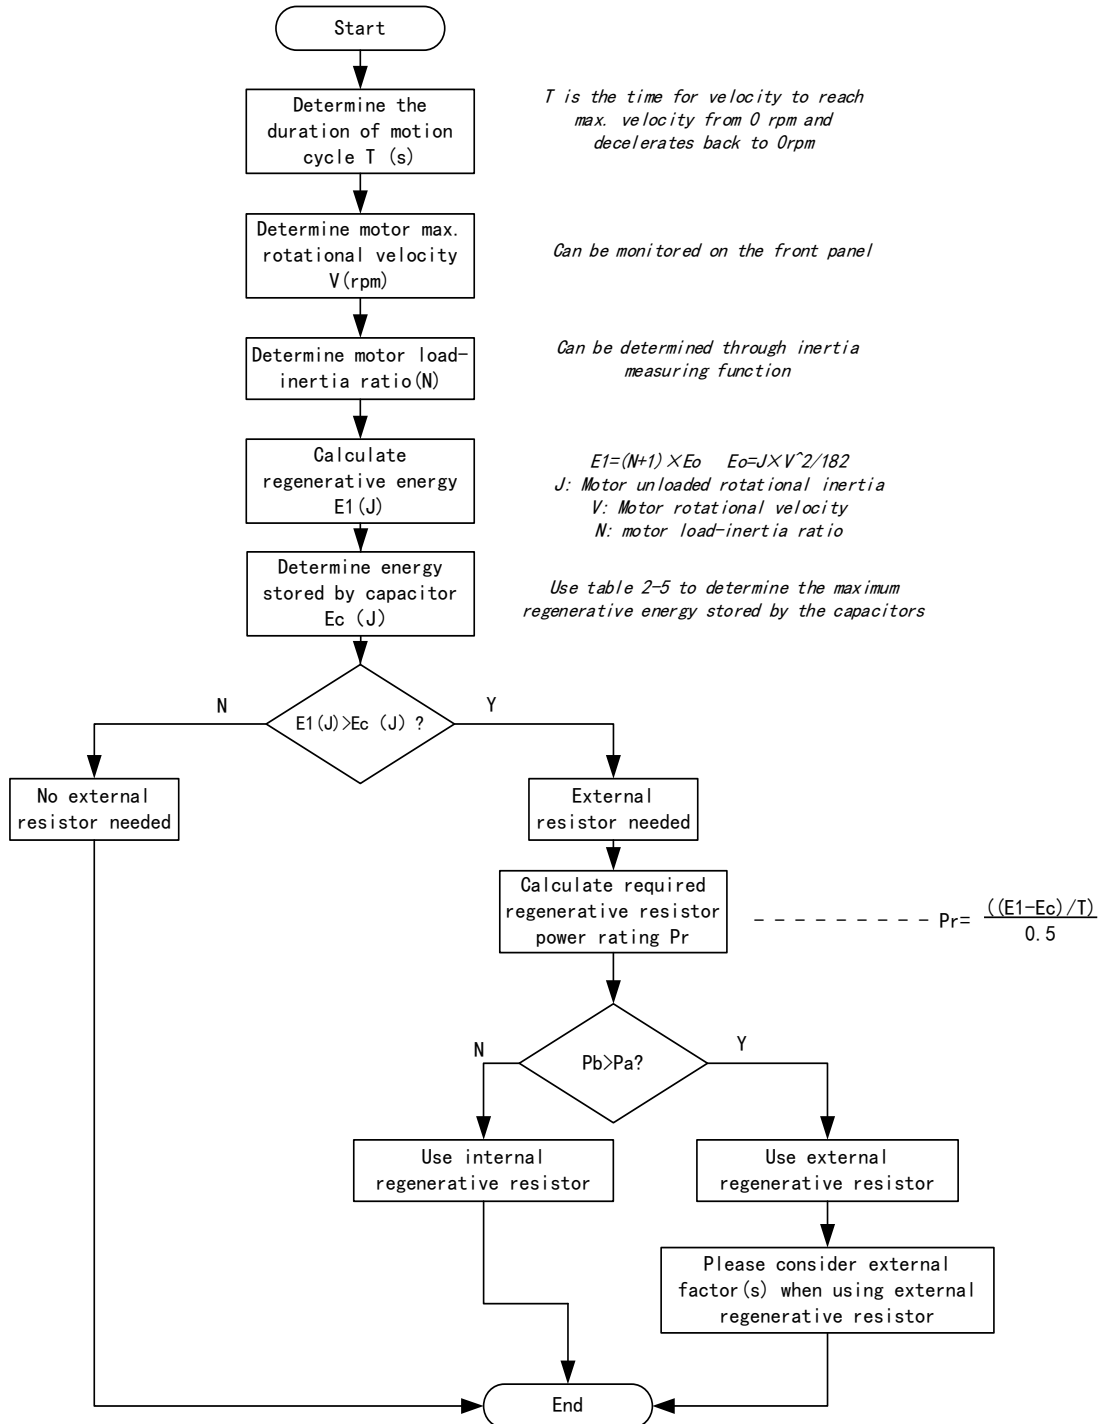 Start
Determine the
duration of motion
cycle T (s)
T is the time for velocity to reach
max. velocity from 0 rpm and
decelerates back to 0rpm
Determine motor max.
rotational velocity
V(rpm)
Can be monitored on the front panel
Determine motor load-
inertia ratio(N)
Can be determined through inertia
measuring function
Calculate
regenerative energy
E1(J)
E1=(N+1)×Eo   Eo=J×V^2/182
J: Motor unloaded rotational inertia
V: Motor rotational velocity
N: motor load-inertia ratio
Determine energy
stored by capacitor
Ec (J)
Use table 2-5 to determine the maximum
regenerative energy stored by the capacitors
N
E1(J)>Ec (J) ?
Y
No external
resistor needed
External
resistor needed
Calculate required
regenerative resistor
power rating Pr
Pr= ((E1-Ec)/T)
0.5
N
Pb>Pa?
Y
Use internal
regenerative resistor
Use external
regenerative resistor
Please consider external
factor(s) when using external
regenerative resistor
End